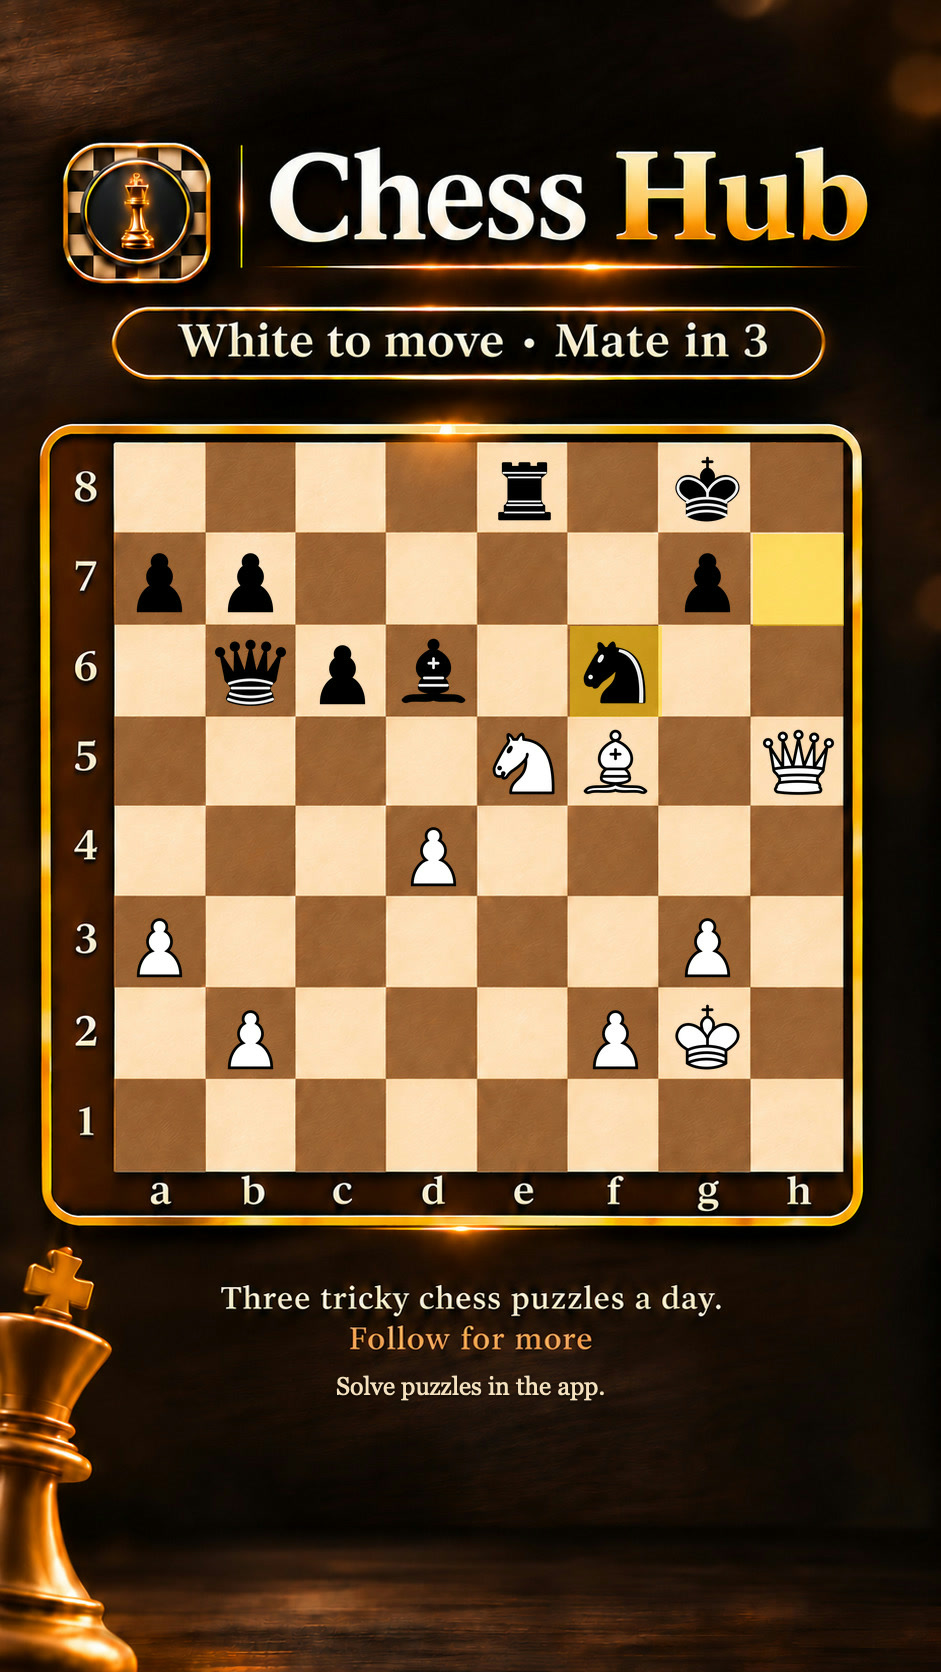 Chess Hub
White to move • Mate in 3
8
7
6
5
4
3
2
1
a b c d e f g h
Three tricky chess puzzles a day.
Follow for more
Solve puzzles in the app.